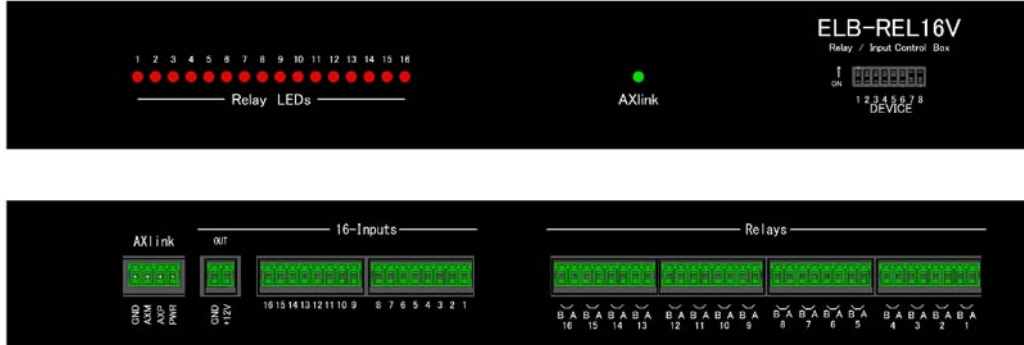 ELB-REL16V
Relay / Input Control Box
1 2 3 4 5 6 7 8 9 10 11 12 13 14 15 16
Relay LEDs
AXlink
ON
1 2 3 4 5 6 7 8
DEVICE
AXlink
OUT
16-Inputs
Relays
GND AXM AXP PWR
GND +12V
16 15 14 13 12 11 10 9
8 7 6 5 4 3 2 1
B A B A B A B A
16 15 14 13
B A B A B A B A
12 11 10 9
B A B A B A B A
8 7 6 5
B A B A B A B A
4 3 2 1